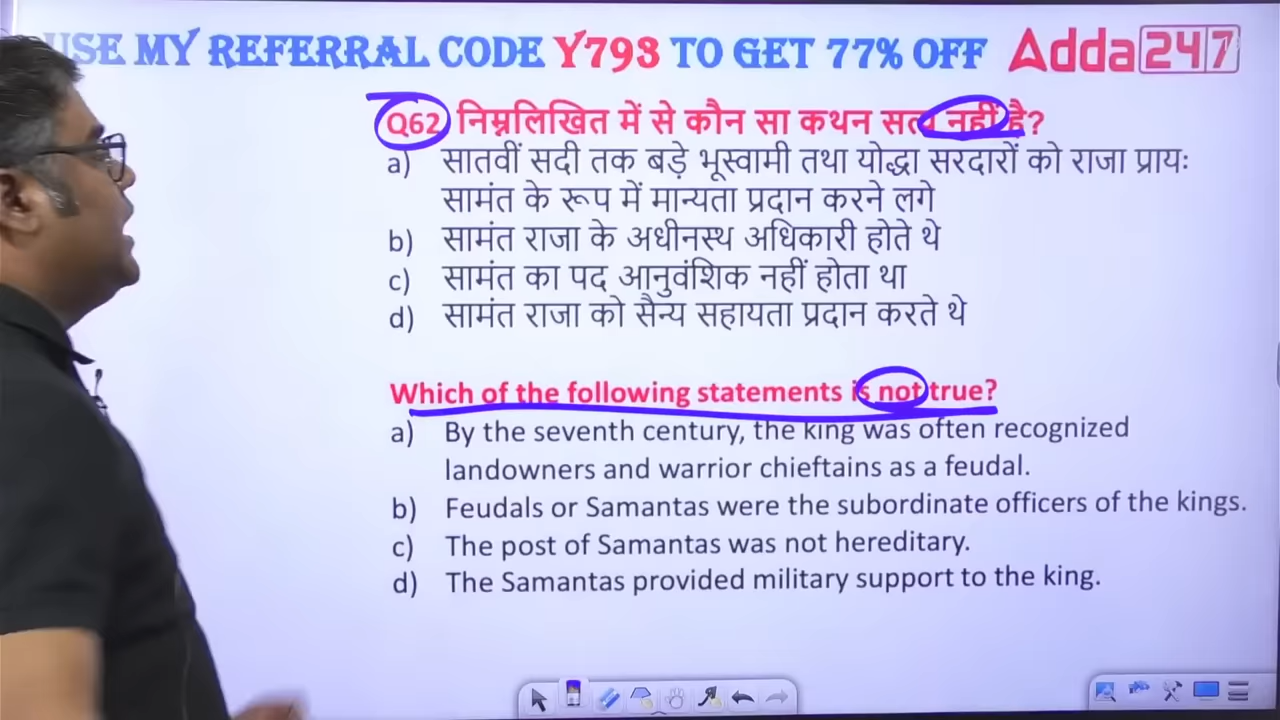 USE MY REFERRAL CODE Y793 TO GET 77% OFF Adda 247
Q62 निम्नलिखित में से कौन सा कथन सत्य नहीं है?
a) सातवीं सदी तक बड़े भूस्वामी तथा योद्धा सरदारों को राजा प्रायः
सामंत के रूप में मान्यता प्रदान करने लगे
b) सामंत राजा के अधीनस्थ अधिकारी होते थे
c) सामंत का पद आनुवंशिक नहीं होता था
d) सामंत राजा को सैन्य सहायता प्रदान करते थे
Which of the following statements is not true?
a) By the seventh century, the king was often recognized
landowners and warrior chieftains as a feudal.
b) Feudals or Samantas were the subordinate officers of the kings.
c) The post of Samantas was not hereditary.
d) The Samantas provided military support to the king.